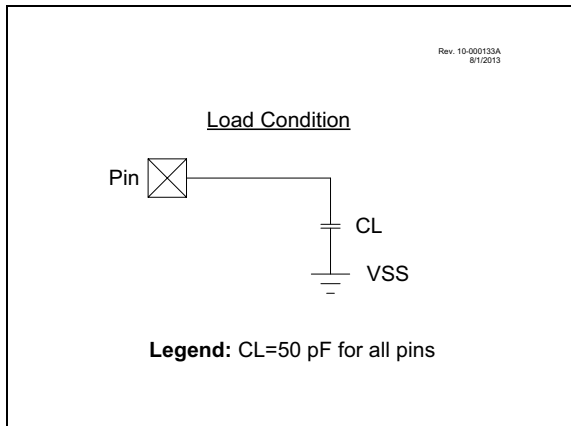 Rev. 10-000133A
8/1/2013
Load Condition
Pin
CL
VSS
Legend: CL=50 pF for all pins